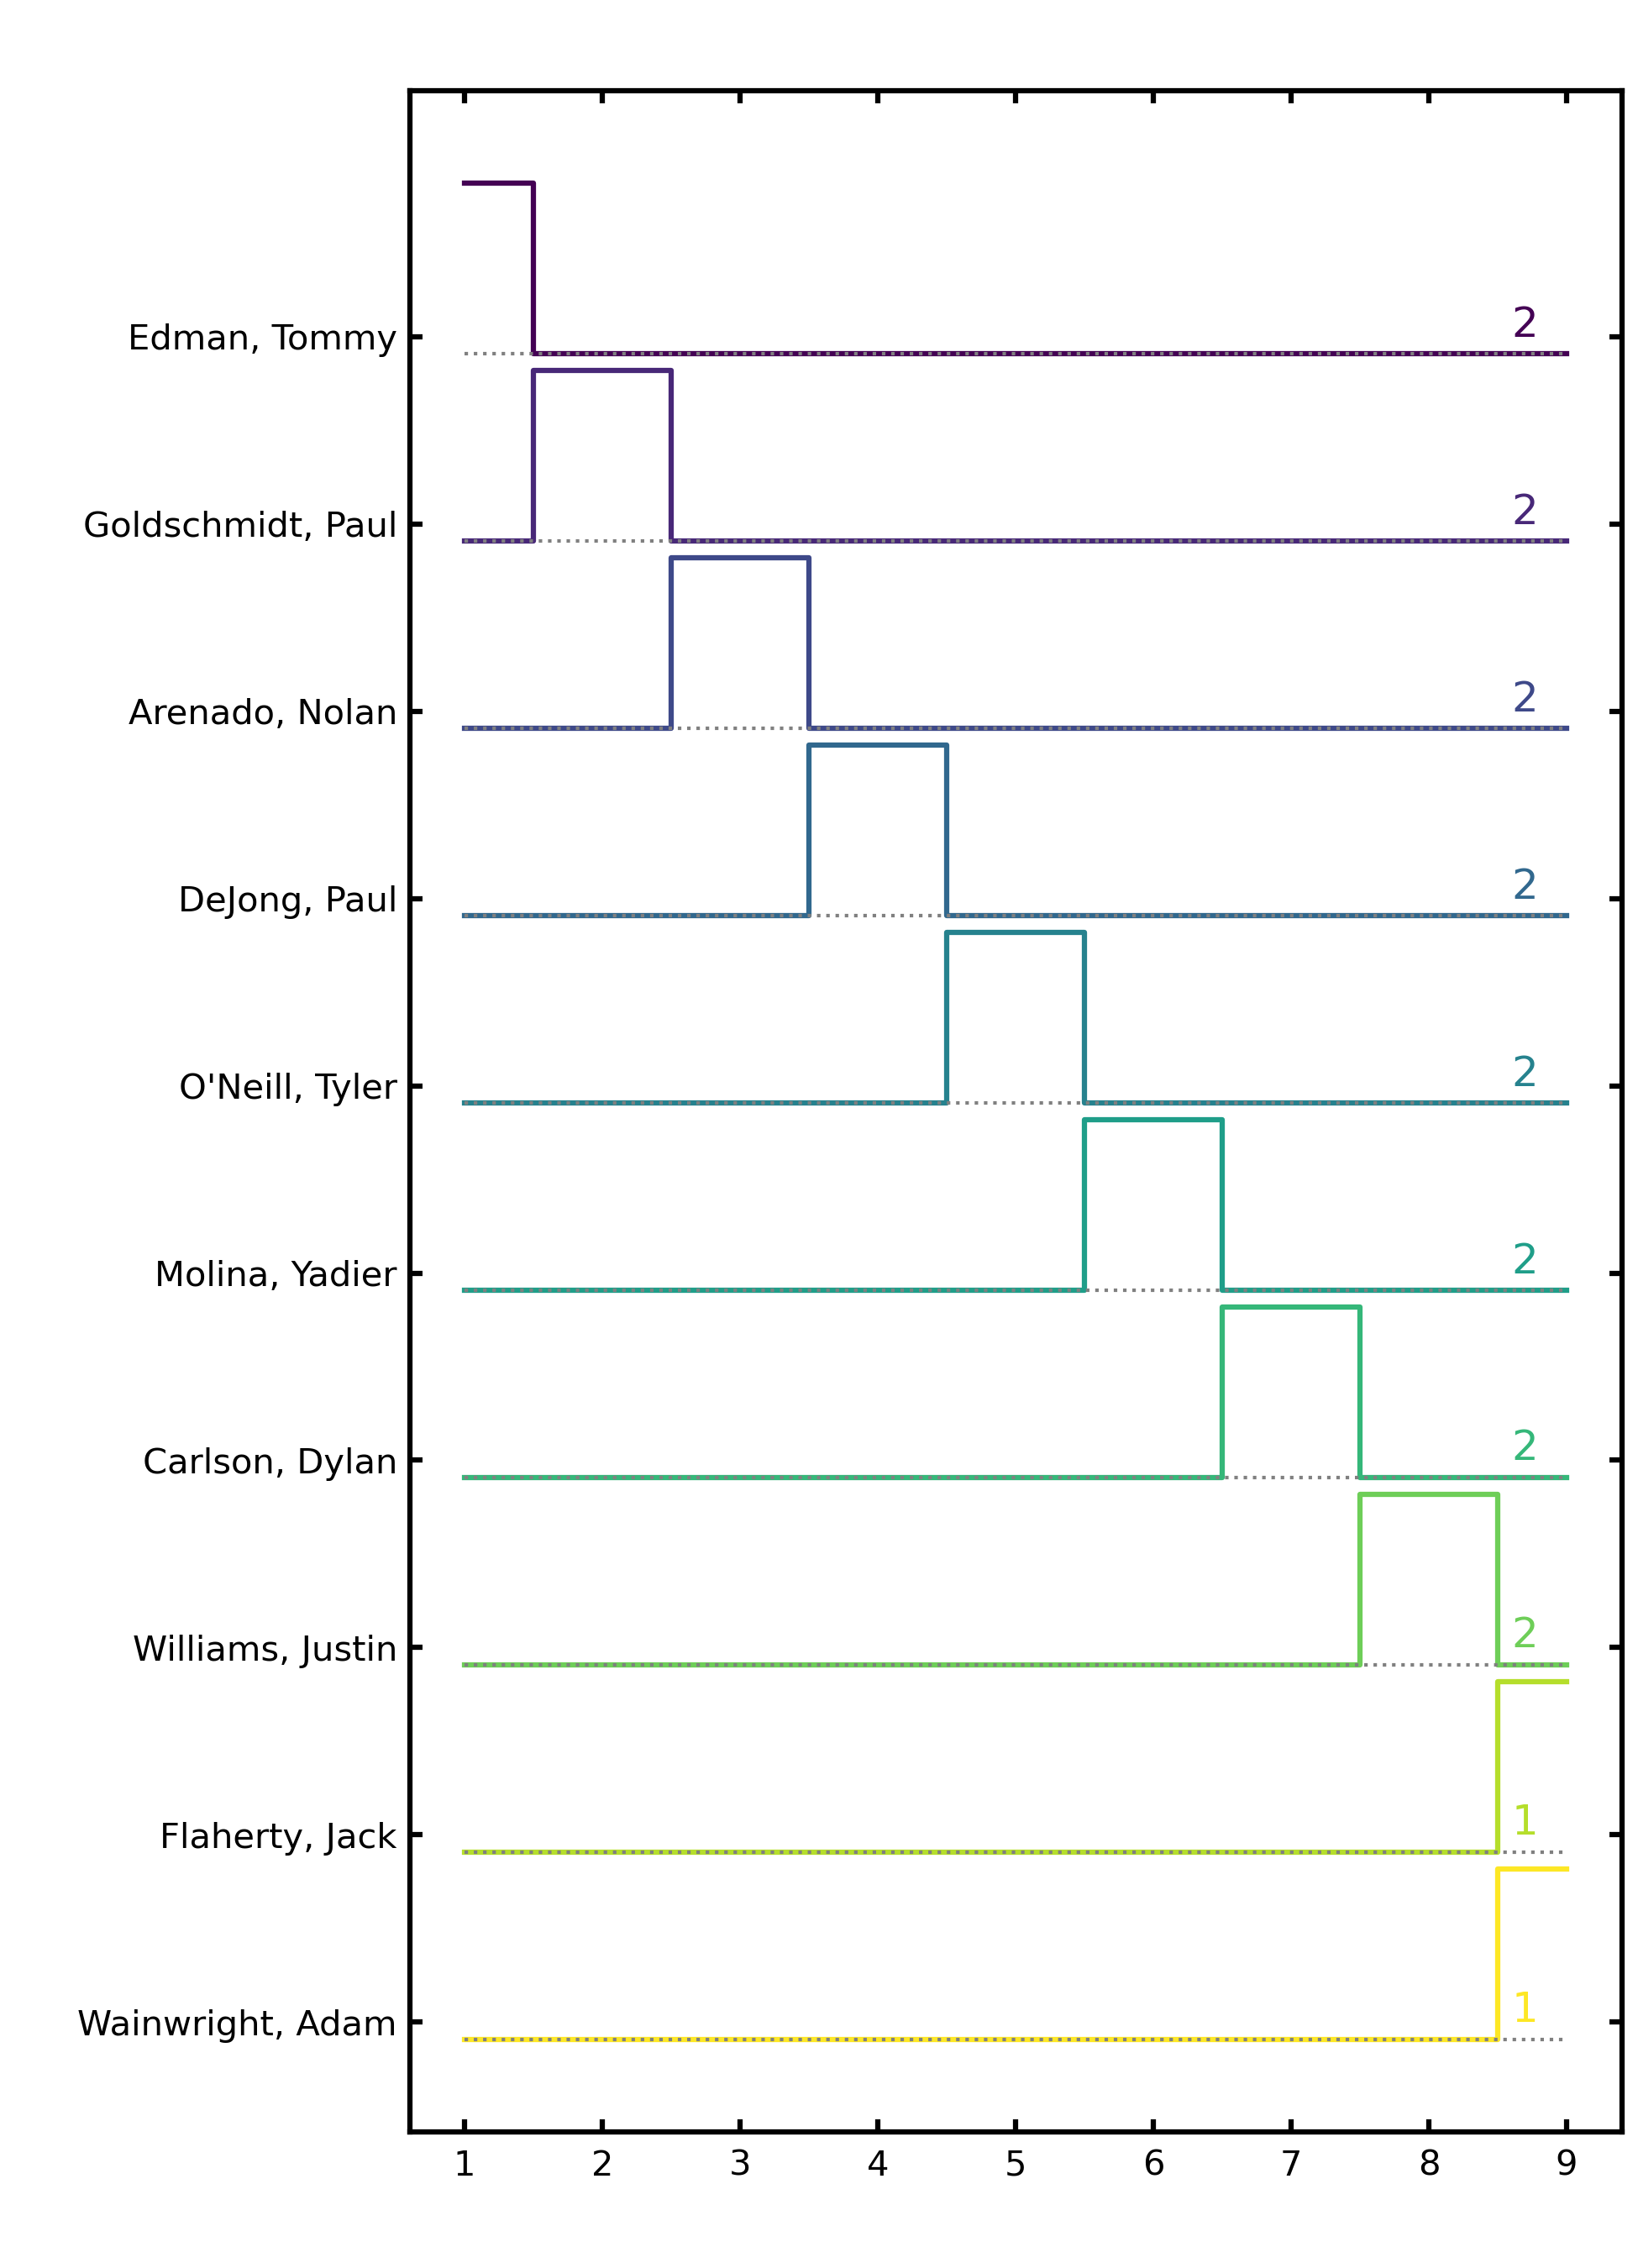 Edman, Tommy 2
Goldschmidt, Paul 2
Arenado, Nolan 2
DeJong, Paul 2
O'Neill, Tyler 2
Molina, Yadier 2
Carlson, Dylan 2
Williams, Justin 2
Flaherty, Jack 1
Wainwright, Adam 1
1 2 3 4 5 6 7 8 9